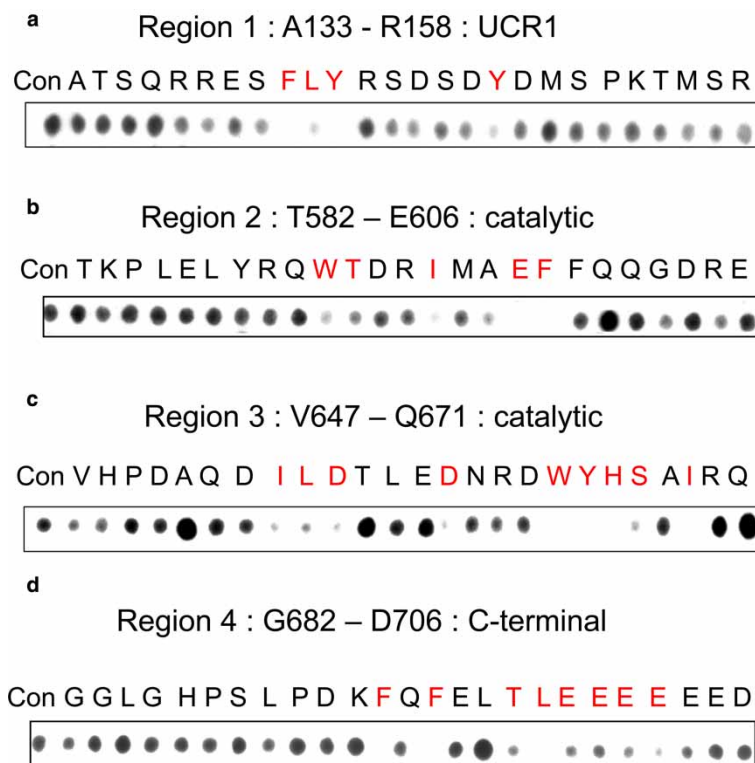 a
Region 1 : A133 - R158 : UCR1
Con A T S Q R R E S F L Y R S D S D Y D M S P K T M S R
b
Region 2 : T582 – E606 : catalytic
Con T K P L E L Y R Q W T D R I M A E F F Q Q G D R E
c
Region 3 : V647 – Q671 : catalytic
Con V H P D A Q D I L D T L E D N R D W Y H S A I R Q
d
Region 4 : G682 – D706 : C-terminal
Con G G L G H P S L P D K F Q F E L T L E E E E E E D